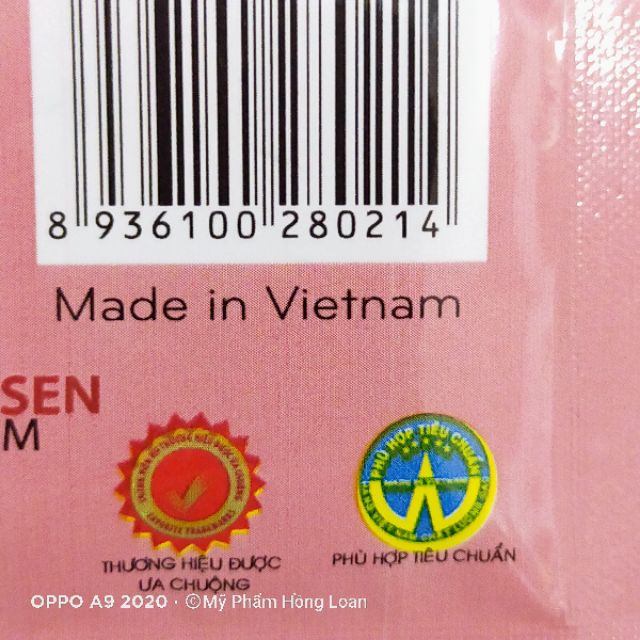 8 936100 280214
Made in Vietnam
SEN
M
PHÙ HỢP TIÊU CHUẨN
THƯƠNG HIỆU ĐƯỢC
ƯA CHUỘNG
PHÙ HỢP TIÊU CHUẨN
OPPO A9 2020 · ©Mỹ Phẩm Hồng Loan